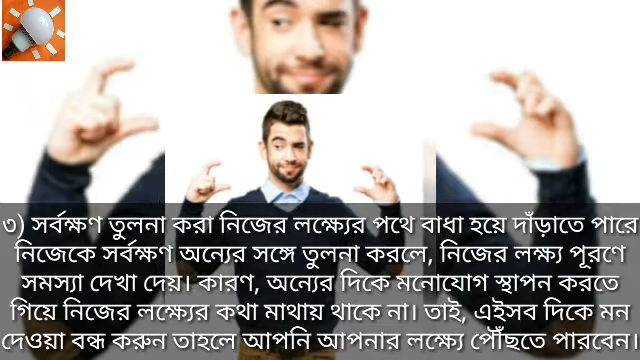 ৩) সর্বক্ষণ তুলনা করা নিজের লক্ষ্যের পথে বাধা হয়ে দাঁড়াতে পারে
নিজেকে সর্বক্ষণ অন্যের সঙ্গে তুলনা করলে, নিজের লক্ষ্য পূরণে
সমস্যা দেখা দেয়। কারণ, অন্যের দিকে মনোযোগ স্থাপন করতে
গিয়ে নিজের লক্ষ্যের কথা মাথায় থাকে না। তাই, এইসব দিকে মন
দেওয়া বন্ধ করুন তাহলে আপনি আপনার লক্ষ্যে পৌঁছতে পারবেন।